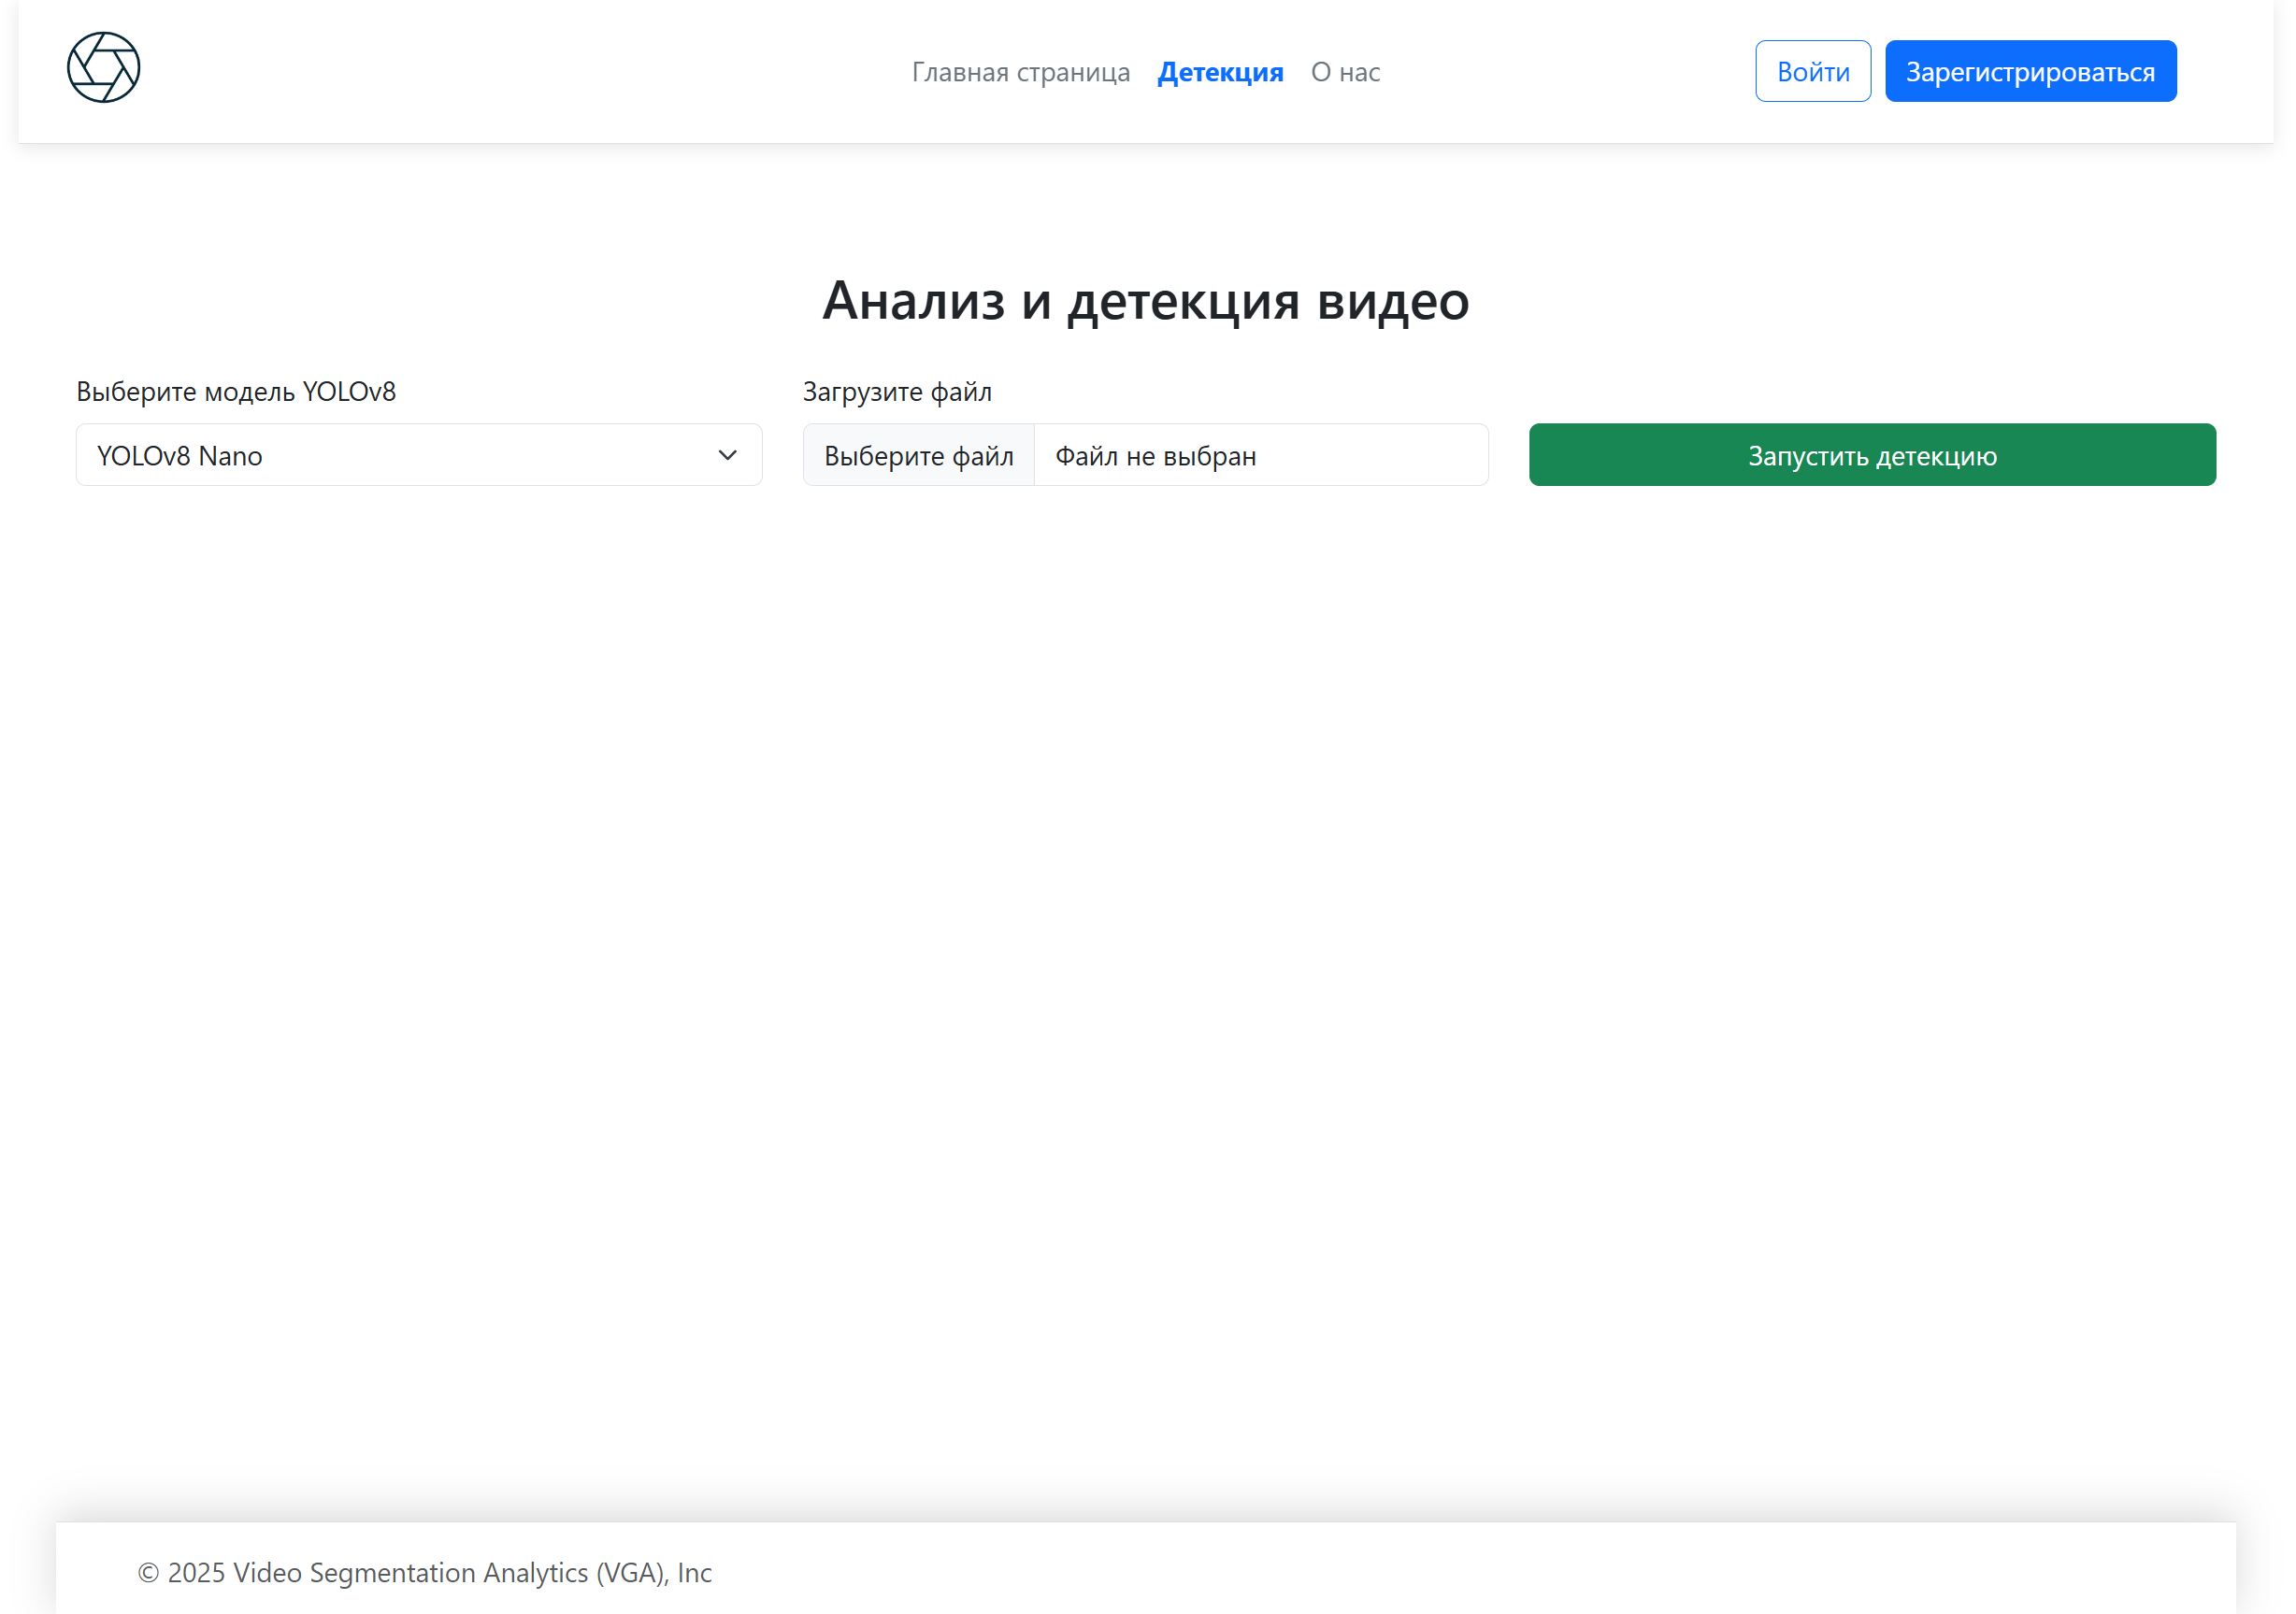 Главная страница Детекция О нас Войти Зарегистрироваться
Анализ и детекция видео
Выберите модель YOLOv8 Загрузите файл
YOLOv8 Nano Выберите файл Файл не выбран Запустить детекцию
© 2025 Video Segmentation Analytics (VGA), Inc